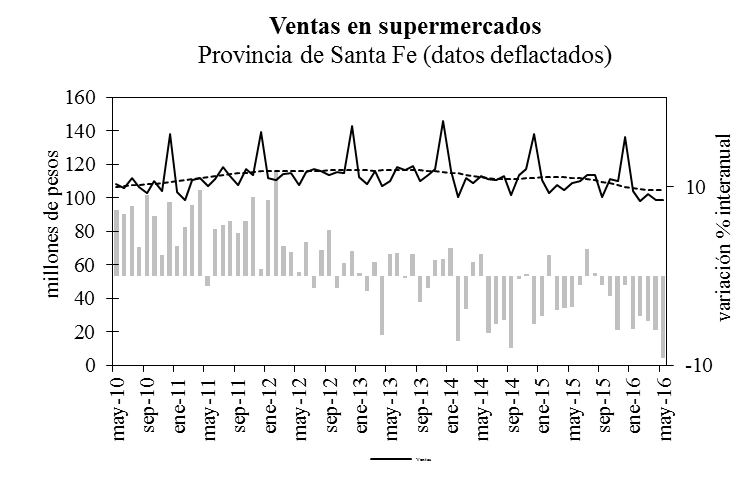 Ventas en supermercados
Provincia de Santa Fe (datos deflactados)
160
140
120
100
80
60
40
20
0
millones de pesos
10
-10
variación % interanual
may-10
sep-10
ene-11
may-11
sep-11
ene-12
may-12
sep-12
ene-13
may-13
sep-13
ene-14
may-14
sep-14
ene-15
may-15
sep-15
ene-16
may-16
Ventas